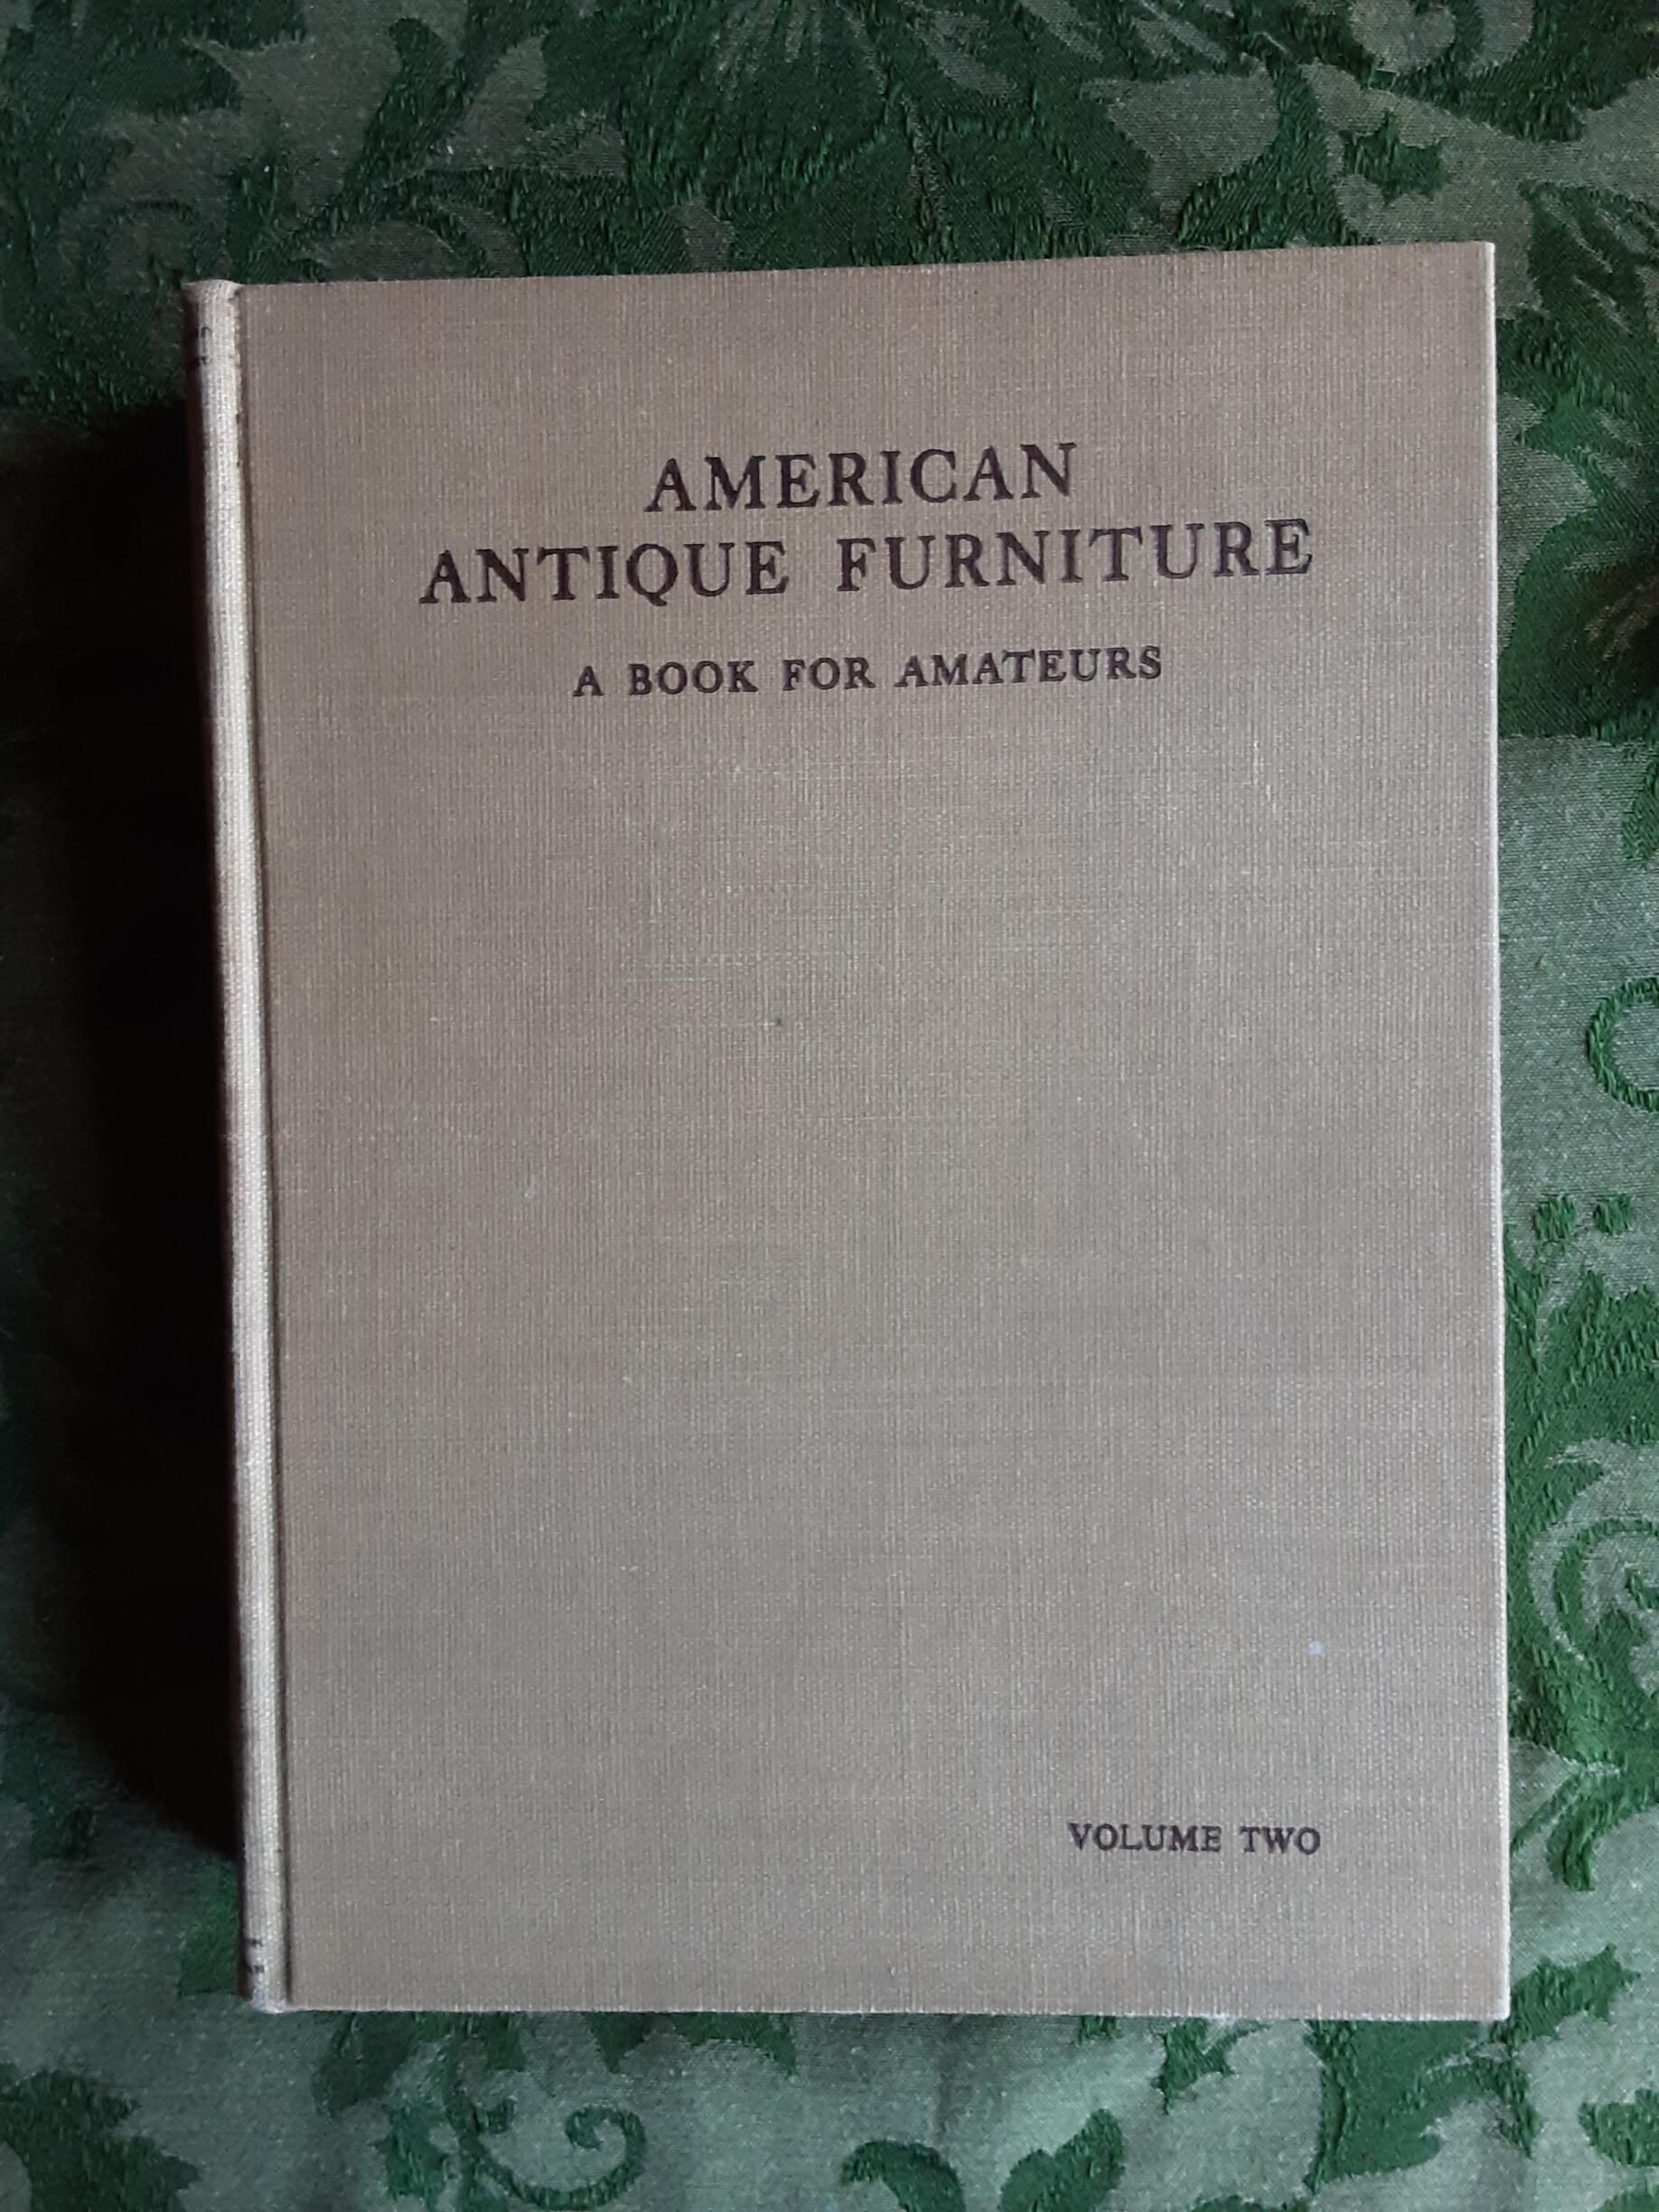 AMERICAN
ANTIQUE FURNITURE
A BOOK FOR AMATEURS
VOLUME TWO